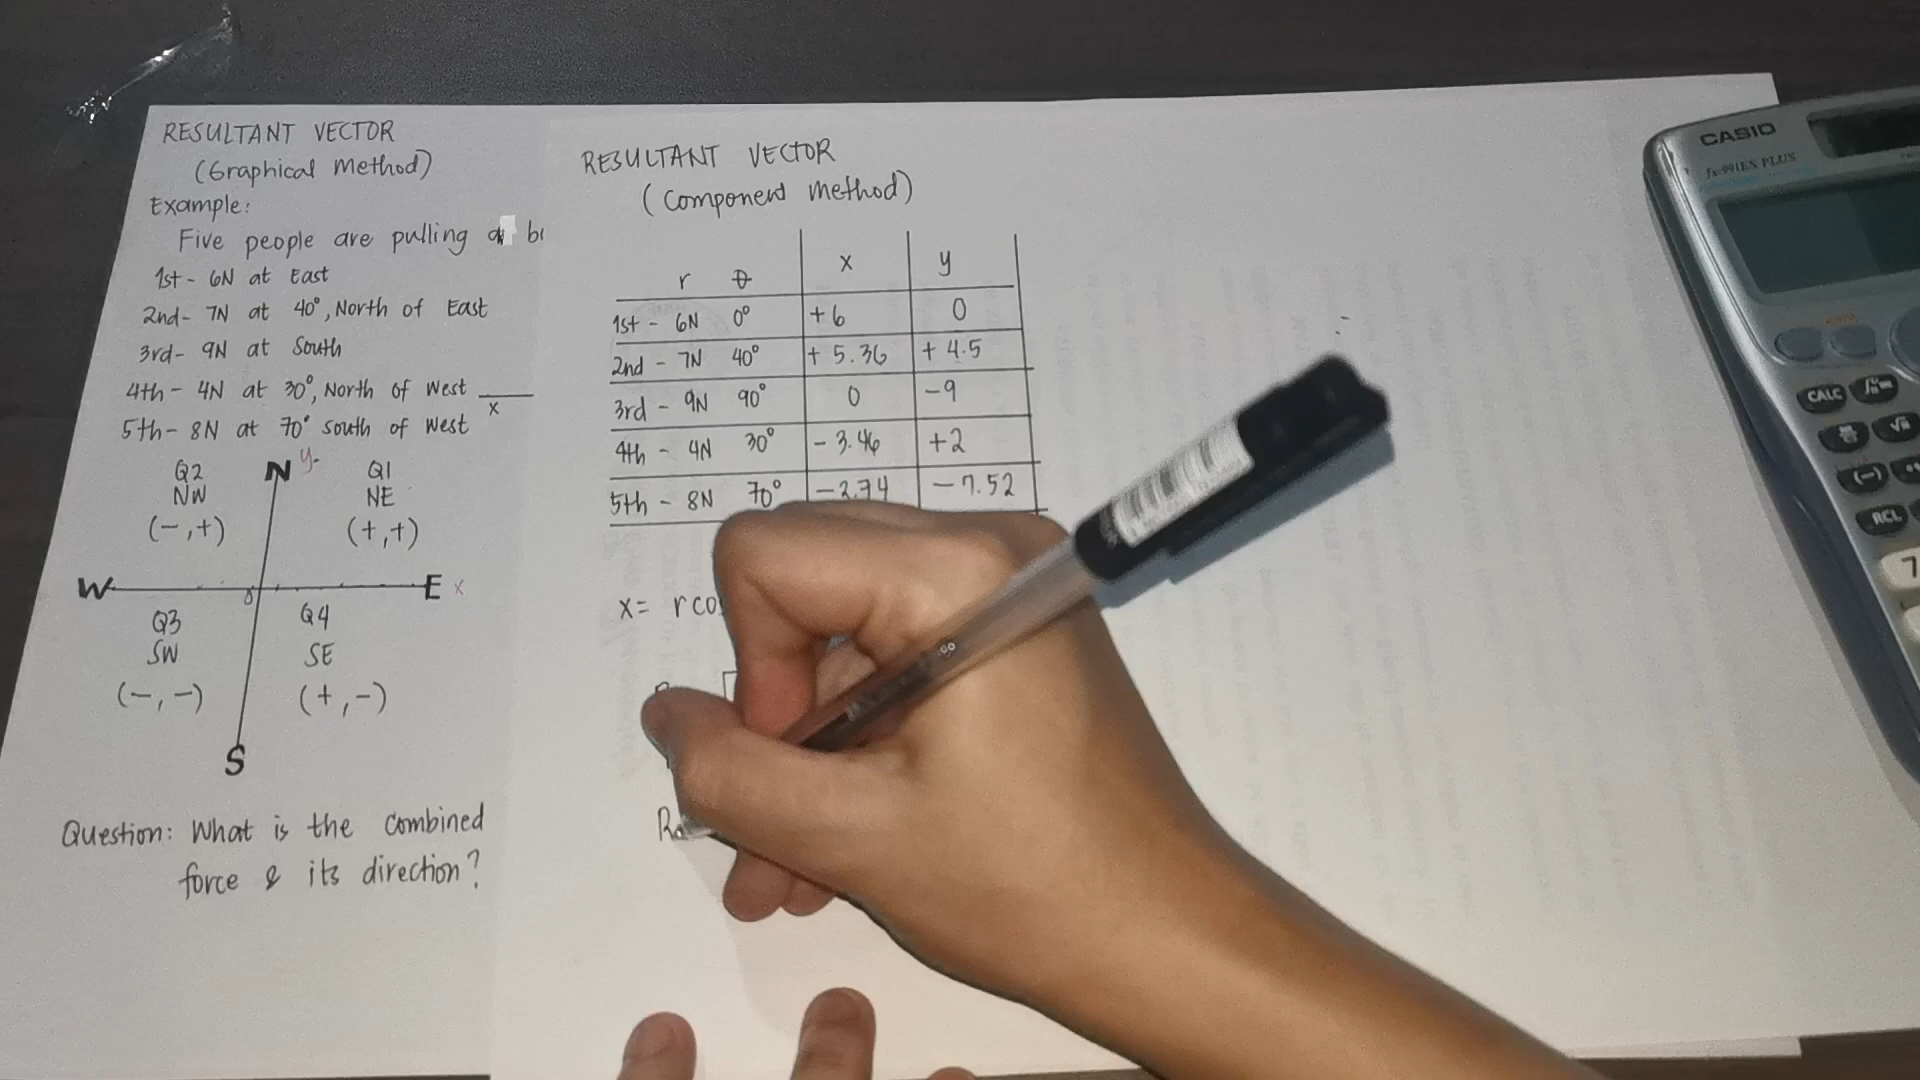 RESULTANT VECTOR
(Graphical Method)
Example:
Five people are pulling a
1st - 6N at East
2nd - 7N at 40°, North of East
3rd - 9N at South
4th - 4N at 30°, North of West
x
5th - 8N at 70° South of West
Q2 N y Q1
NW NE
(-,+) (+,+)
W E x
Q3 Q4
SW SE
(-,-) (+,-)
S
Question: What is the combined
force & its direction?
RESULTANT VECTOR
(Component Method)
r θ x y
1st - 6N 0° +6 0
2nd - 7N 40° + 5.36 + 4.5
3rd - 9N 90° 0 -9
4th - 4N 30° - 3.46 +2
5th - 8N 70° -2.74 - 7.52
x = rcos
CASIO
fx-991ES PLUS
CALC
(-)
RCL
7